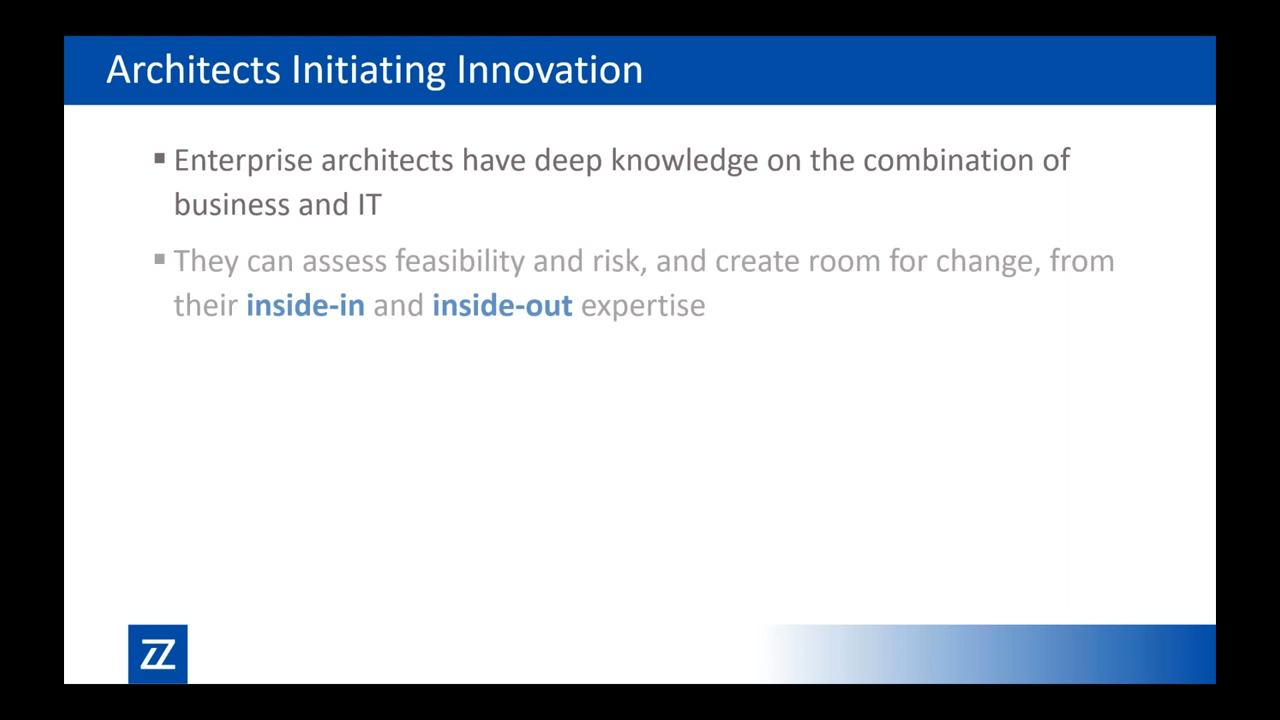 Architects Initiating Innovation
▪ Enterprise architects have deep knowledge on the combination of
business and IT
▪ They can assess feasibility and risk, and create room for change, from
their inside-in and inside-out expertise